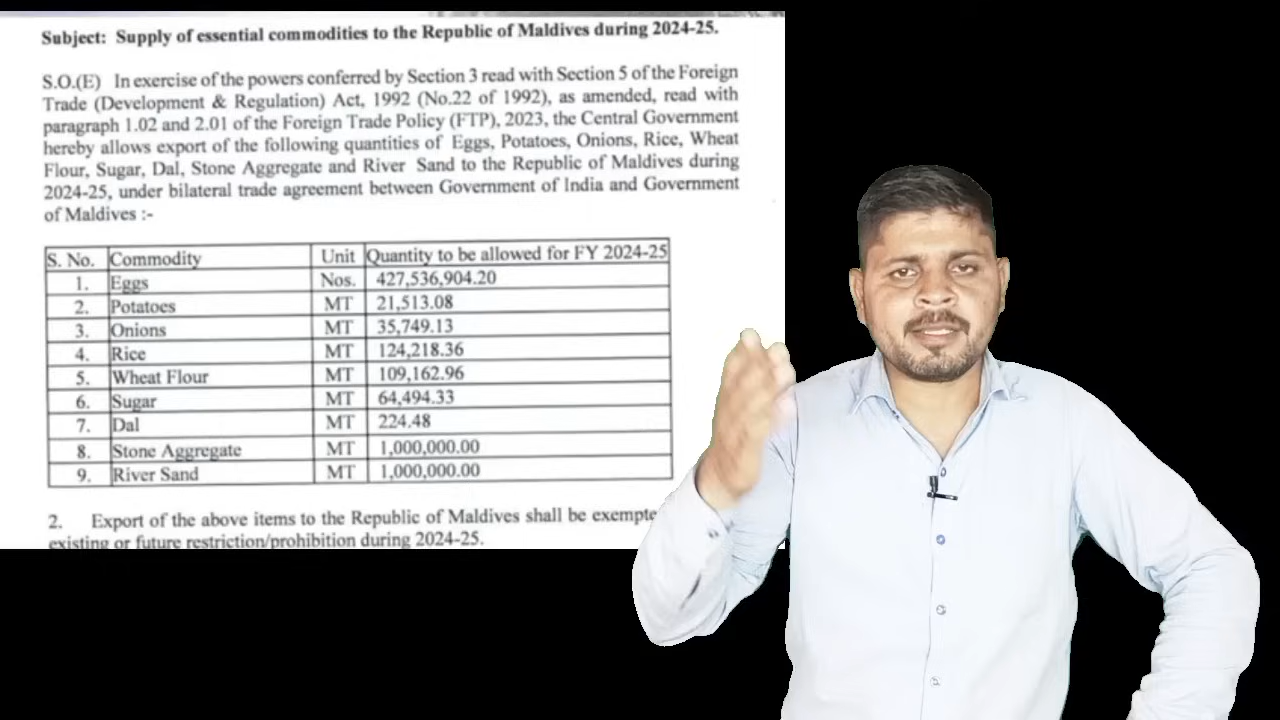 Subject: Supply of essential commodities to the Republic of Maldives during 2024-25.
S.O.(E) In exercise of the powers conferred by Section 3 read with Section 5 of the Foreign
Trade (Development & Regulation) Act, 1992 (No.22 of 1992), as amended, read with
paragraph 1.02 and 2.01 of the Foreign Trade Policy (FTP), 2023, the Central Government
hereby allows export of the following quantities of Eggs, Potatoes, Onions, Rice, Wheat
Flour, Sugar, Dal, Stone Aggregate and River Sand to the Republic of Maldives during
2024-25, under bilateral trade agreement between Government of India and Government
of Maldives :-
S. No. Commodity Unit Quantity to be allowed for FY 2024-25
1. Eggs Nos. 427,536,904.20
2. Potatoes MT 21,513.08
3. Onions MT 35,749.13
4. Rice MT 124,218.36
5. Wheat Flour MT 109,162.96
6. Sugar MT 64,494.33
7. Dal MT 224.48
8. Stone Aggregate MT 1,000,000.00
9. River Sand MT 1,000,000.00
2. Export of the above items to the Republic of Maldives shall be exempte
existing or future restriction/prohibition during 2024-25.